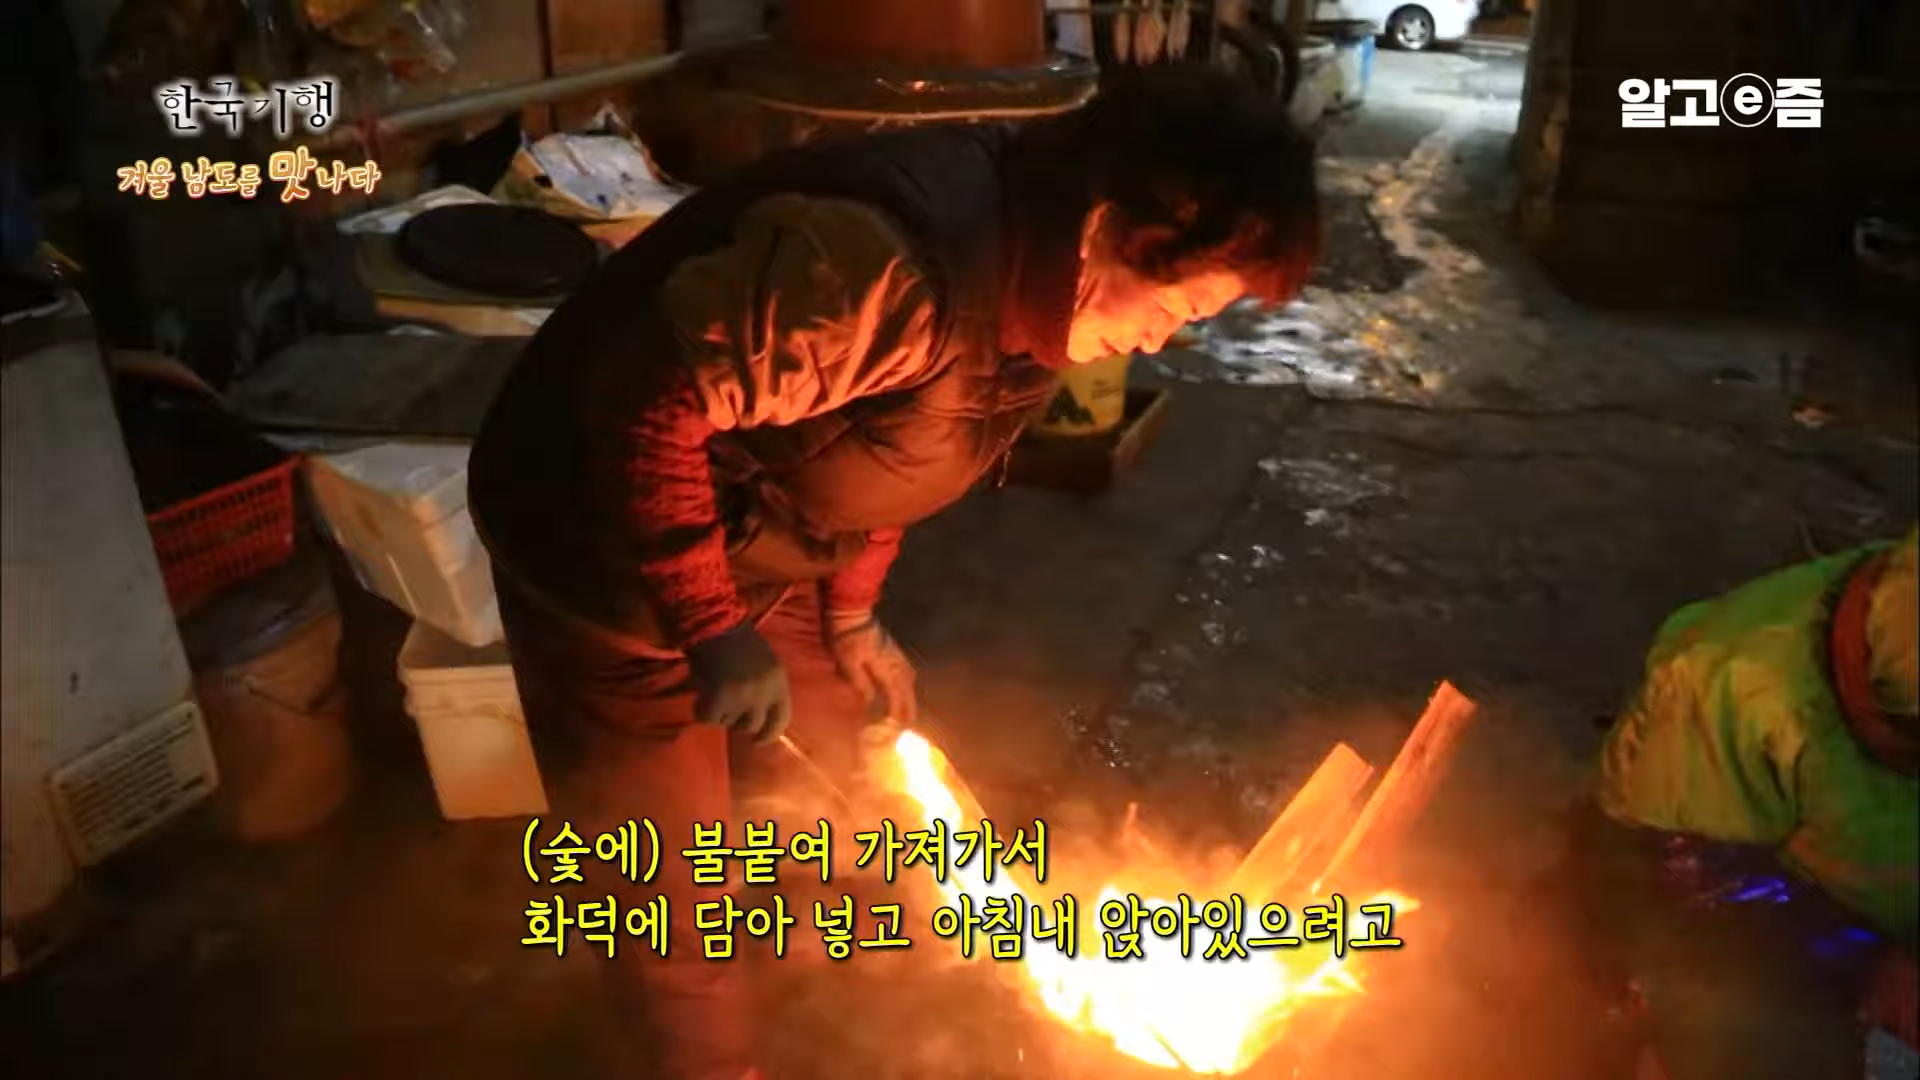 한국기행
겨울 남도를 맛나다
알고e즘
(숯에) 불붙여 가져가서
화덕에 담아 넣고 아침내 앉아있으려고